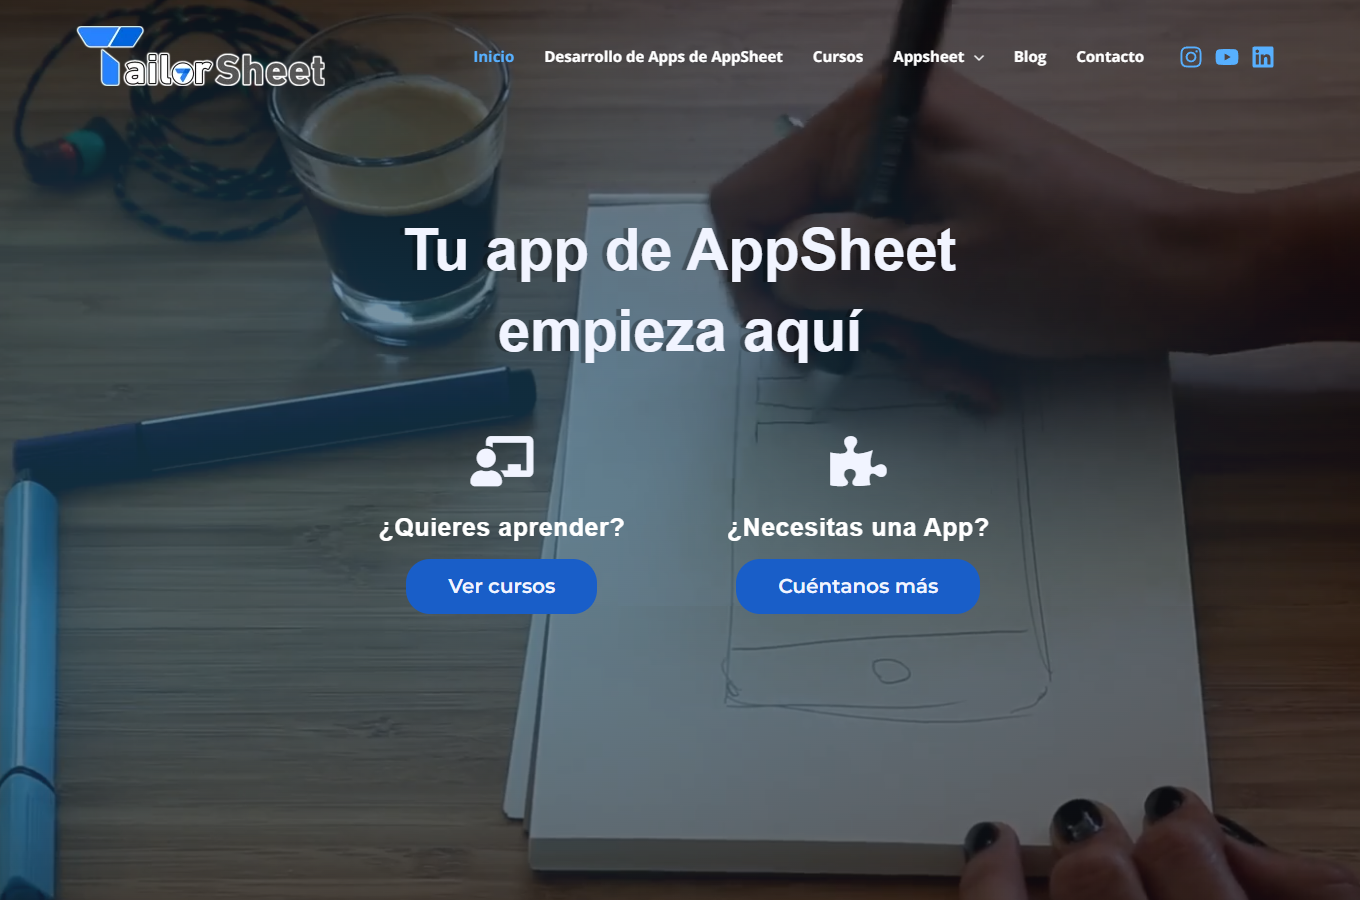 TailorSheet
Inicio
Desarrollo de Apps de AppSheet
Cursos
Appsheet
Blog
Contacto
Tu app de AppSheet
empieza aquí
¿Quieres aprender?
¿Necesitas una App?
Ver cursos
Cuéntanos más